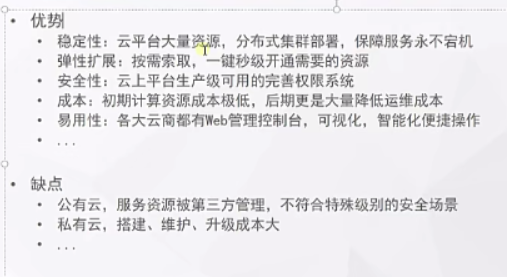 • 优势
• 稳定性：云平台大量资源，分布式集群部署，保障服务永不宕机
• 弹性扩展：按需索取，一键秒级开通需要的资源
• 安全性：云上平台生产级可用的完善权限系统
• 成本：初期计算资源成本极低，后期更是大量降低运维成本
• 易用性：各大云商都有Web管理控制台，可视化，智能化便捷操作
• ...
• 缺点
• 公有云，服务资源被第三方管理，不符合特殊级别的安全场景
• 私有云，搭建、维护、升级成本大
• ...